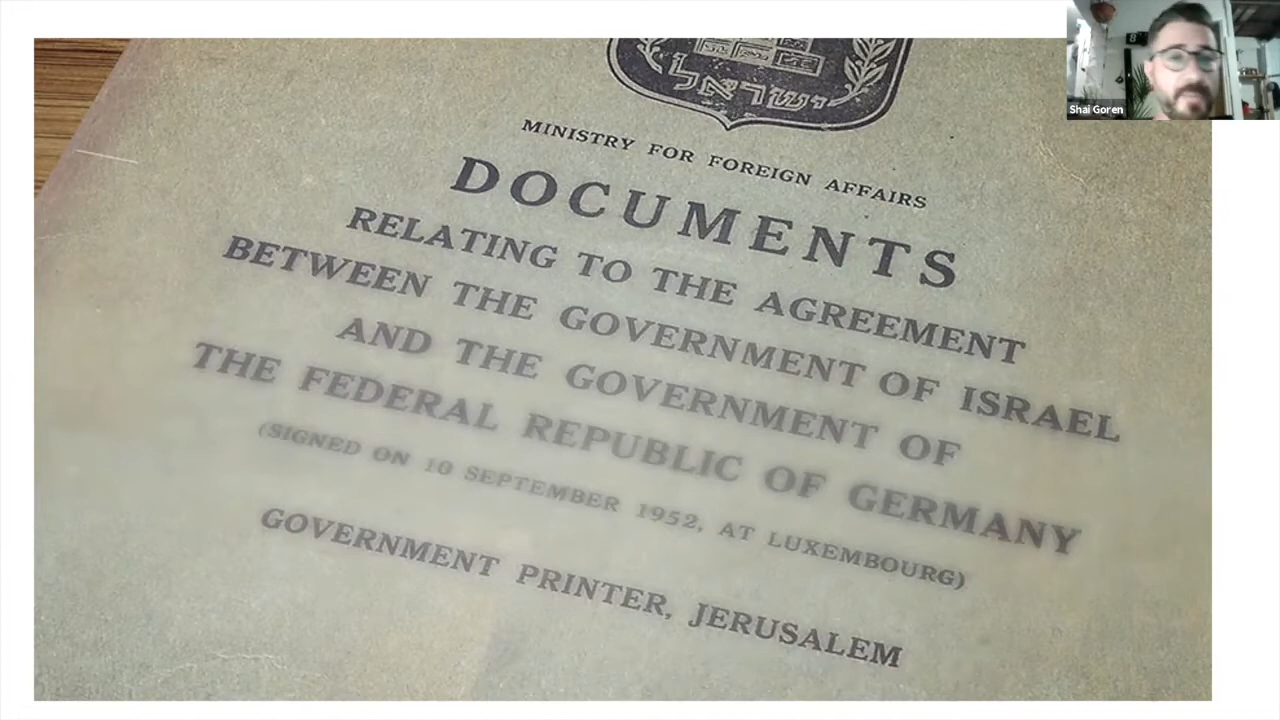 ישראל
MINISTRY FOR FOREIGN AFFAIRS
DOCUMENTS
RELATING TO THE AGREEMENT
BETWEEN THE GOVERNMENT OF ISRAEL
AND THE GOVERNMENT OF
THE FEDERAL REPUBLIC OF GERMANY
(SIGNED ON 10 SEPTEMBER 1952, AT LUXEMBOURG)
GOVERNMENT PRINTER, JERUSALEM
Shai Goren